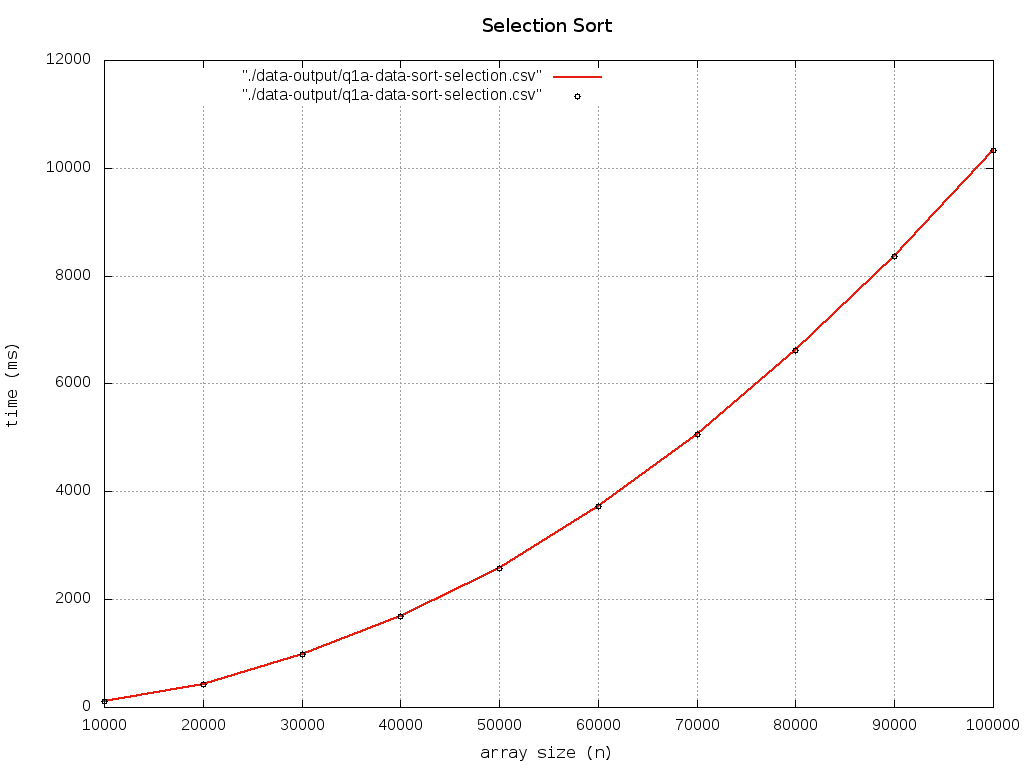 Selection Sort
"./data-output/q1a-data-sort-selection.csv"
"./data-output/q1a-data-sort-selection.csv"
12000
10000
8000
6000
4000
2000
0
time (ms)
10000 20000 30000 40000 50000 60000 70000 80000 90000 100000
array size (n)